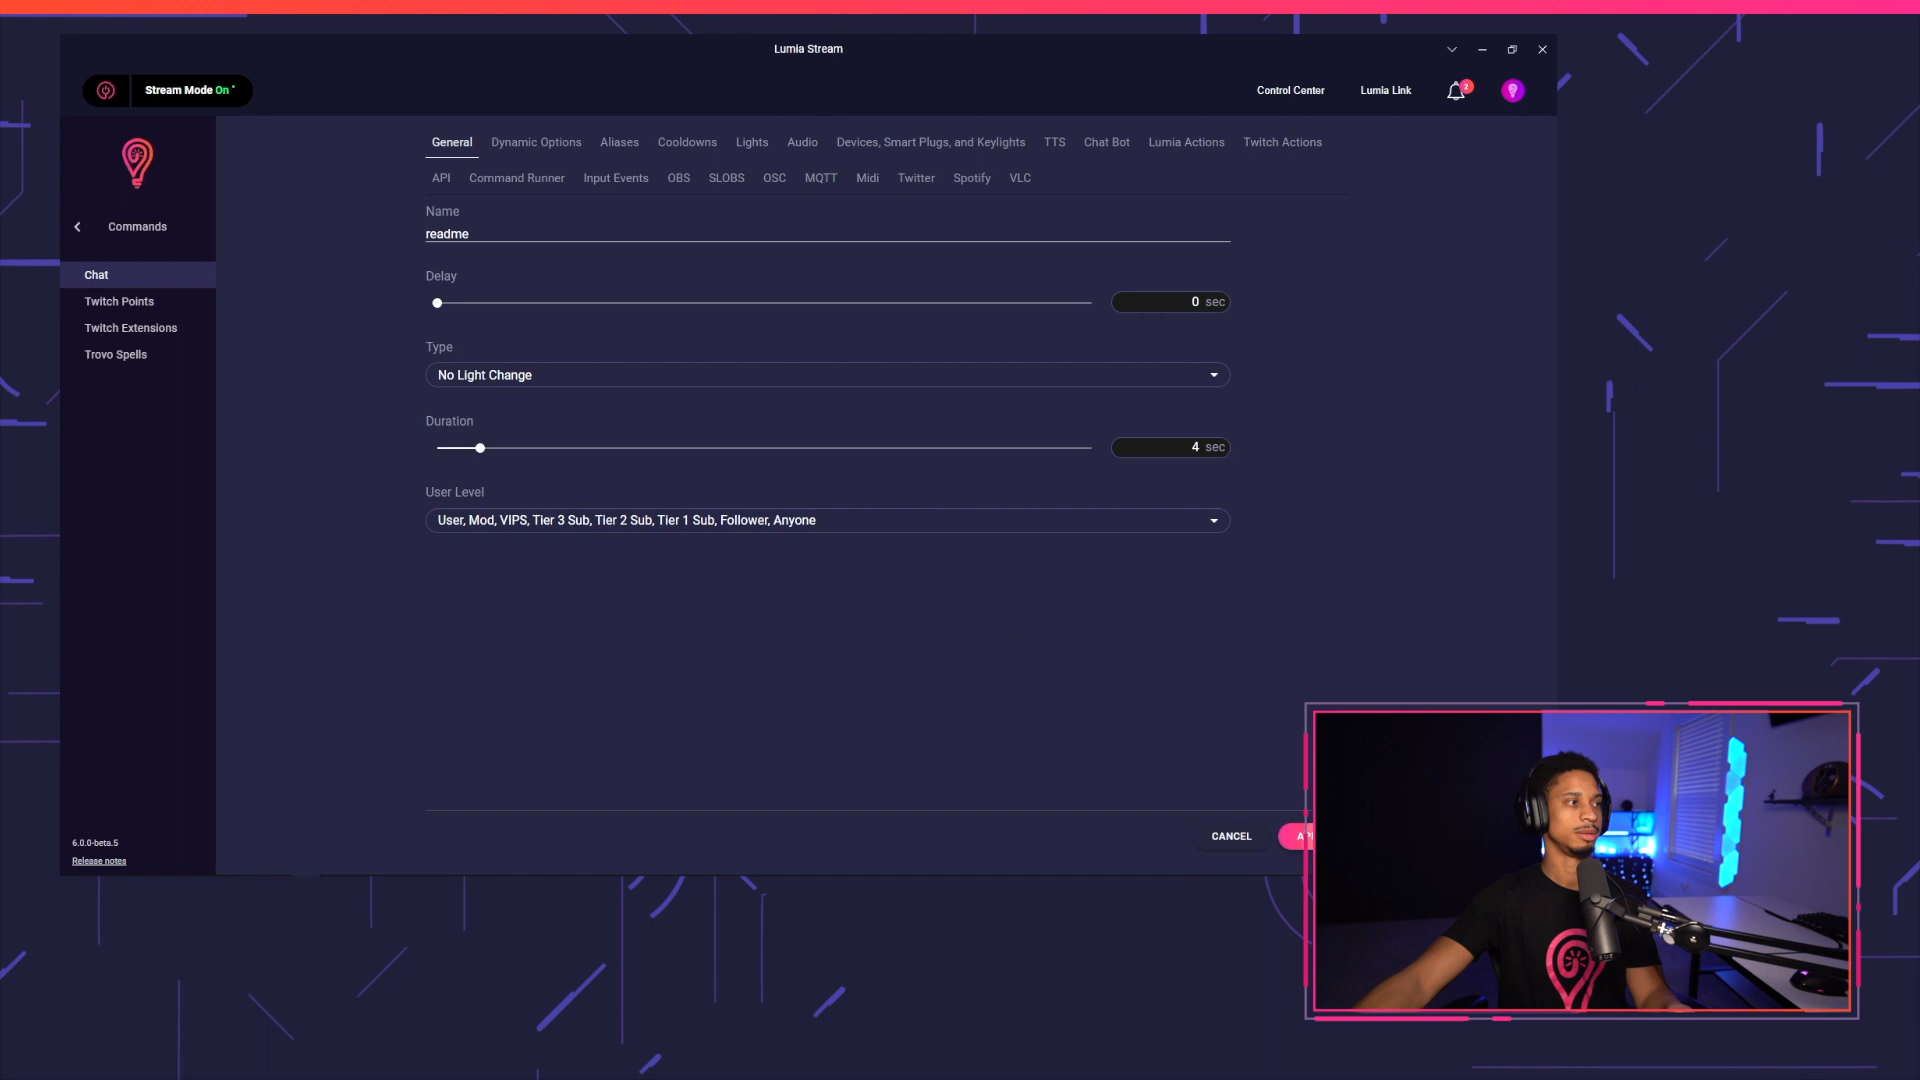 Lumia Stream
Stream Mode On
Control Center
Lumia Link
2
Commands
Chat
Twitch Points
Twitch Extensions
Trovo Spells
General Dynamic Options Aliases Cooldowns Lights Audio Devices, Smart Plugs, and Keylights TTS Chat Bot Lumia Actions Twitch Actions
API Command Runner Input Events OBS SLOBS OSC MQTT Midi Twitter Spotify VLC
Name
readme
Delay
0 sec
Type
No Light Change
Duration
4 sec
User Level
User, Mod, VIPS, Tier 3 Sub, Tier 2 Sub, Tier 1 Sub, Follower, Anyone
CANCEL
6.0.0-beta.5
Release notes